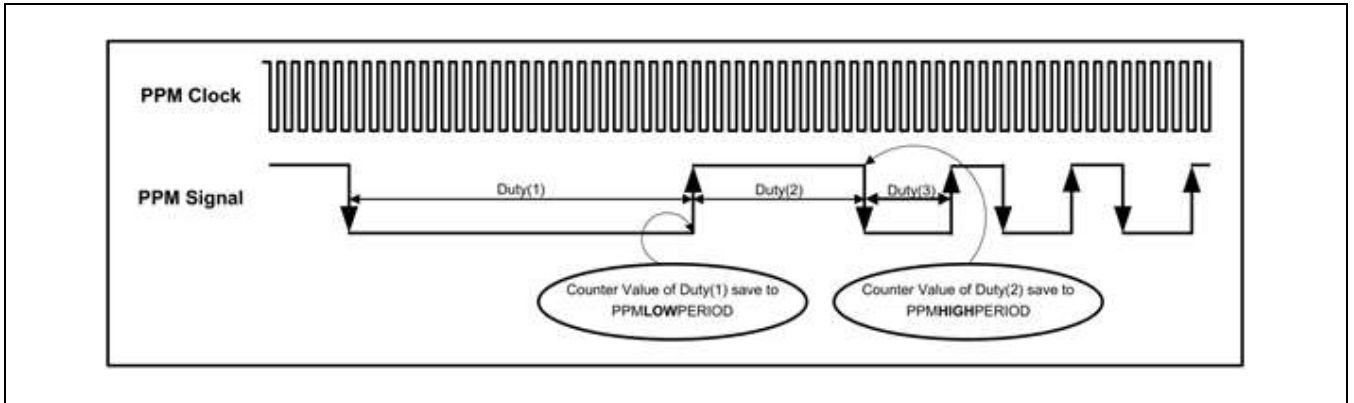 PPM Clock
PPM Signal
Duty(1)
Duty(2)
Duty(3)
Counter Value of Duty(1) save to
PPMLOWPERIOD
Counter Value of Duty(2) save to
PPMHIGHPERIOD